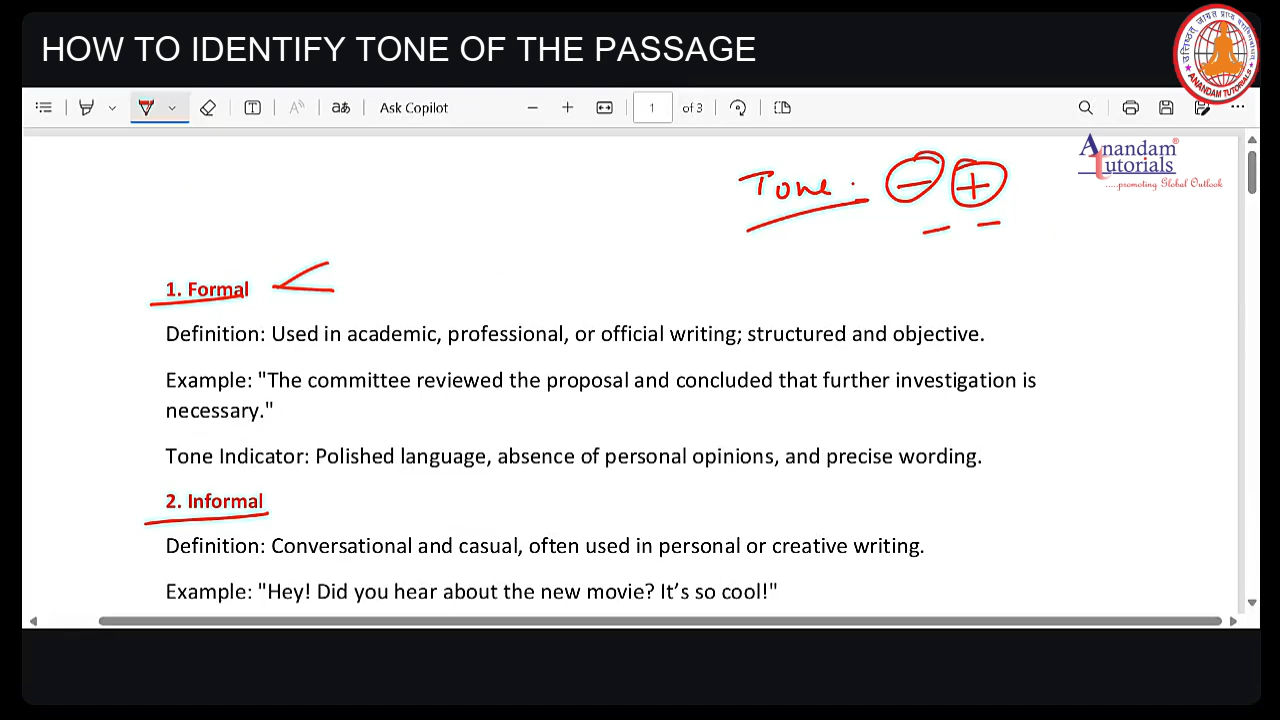 HOW TO IDENTIFY TONE OF THE PASSAGE
ANANDAM TUTORIALS
aあ Ask Copilot 1 of 3
Anandam®
Tutorials
.....promoting Global Outlook
Tone:
1. Formal
Definition: Used in academic, professional, or official writing; structured and objective.
Example: "The committee reviewed the proposal and concluded that further investigation is
necessary."
Tone Indicator: Polished language, absence of personal opinions, and precise wording.
2. Informal
Definition: Conversational and casual, often used in personal or creative writing.
Example: "Hey! Did you hear about the new movie? It’s so cool!"